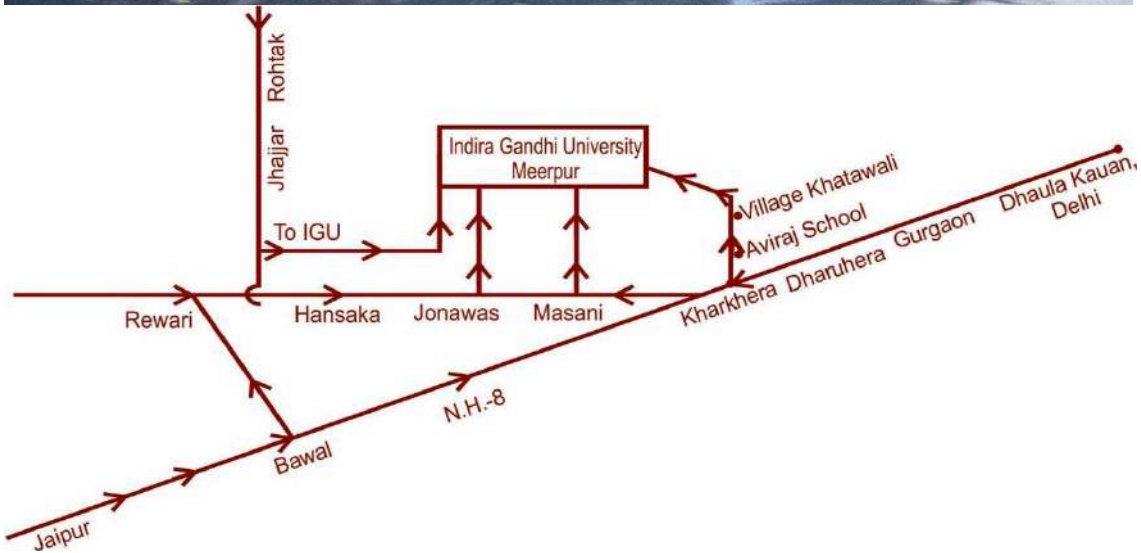 Rohtak
Jhajjar
Indira Gandhi University
Meerpur
Village Khatawali
Aviraj School
Dhaula Kauan,
Delhi
Gurgaon
Dharuhera
Kharkhera
To IGU
Rewari
Hansaka
Jonawas
Masani
N.H.-8
Bawal
Jaipur